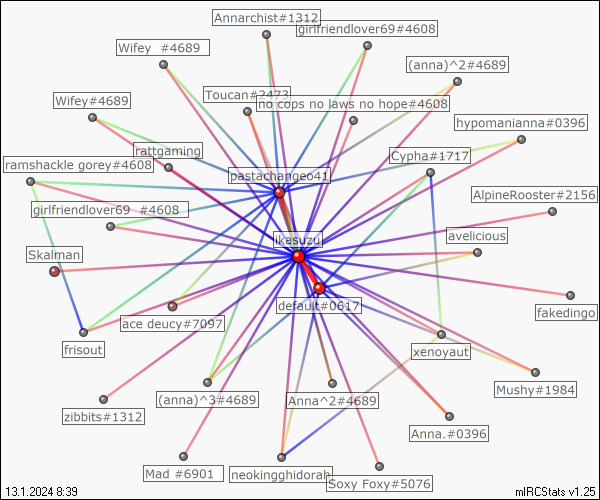 Annarchist#1312
girlfriendlover69#4608
Wifey  #4689
(anna)^2#4689
Toucan#2473
Wifey#4689
no cops no laws no hope#4608
hypomanianna#0396
rattgaming
Cypha#1717
ramshackle gorey#4608
pastachangeo41
AlpineRooster#2156
girlfriendlover69  #4608
avelicious
ikasuzu
Skalman
default#0617
fakedingo
ace deucy#7097
frisout
xenoyaut
(anna)^3#4689
Anna^2#4689
Mushy#1984
zibbits#1312
Anna.#0396
Mad  #6901
neokingghidorah
Soxy Foxy#5076
13.1.2024 8:39
mIRCStats v1.25